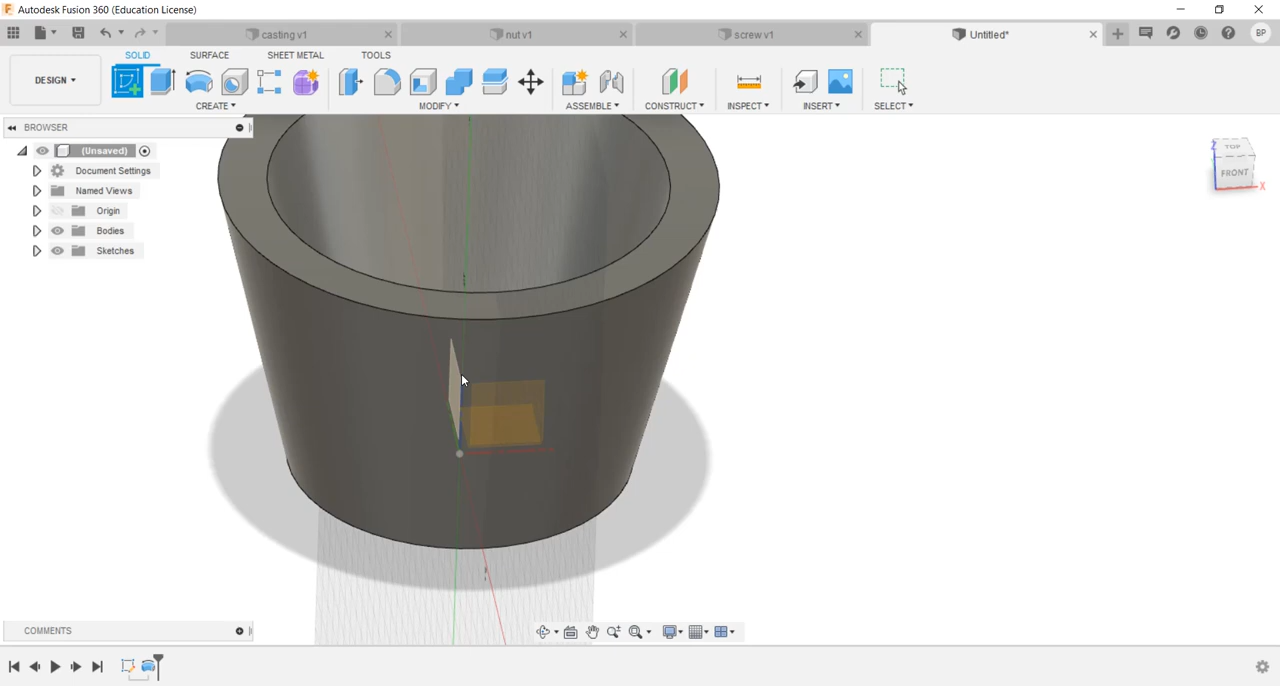 Autodesk Fusion 360 (Education License)
casting v1
nut v1
screw v1
Untitled*
BP
SOLID
SURFACE
SHEET METAL
TOOLS
DESIGN
CREATE
MODIFY
ASSEMBLE
CONSTRUCT
INSPECT
INSERT
SELECT
BROWSER
(Unsaved)
Document Settings
Named Views
Origin
Bodies
Sketches
TOP
FRONT
Z
X
COMMENTS